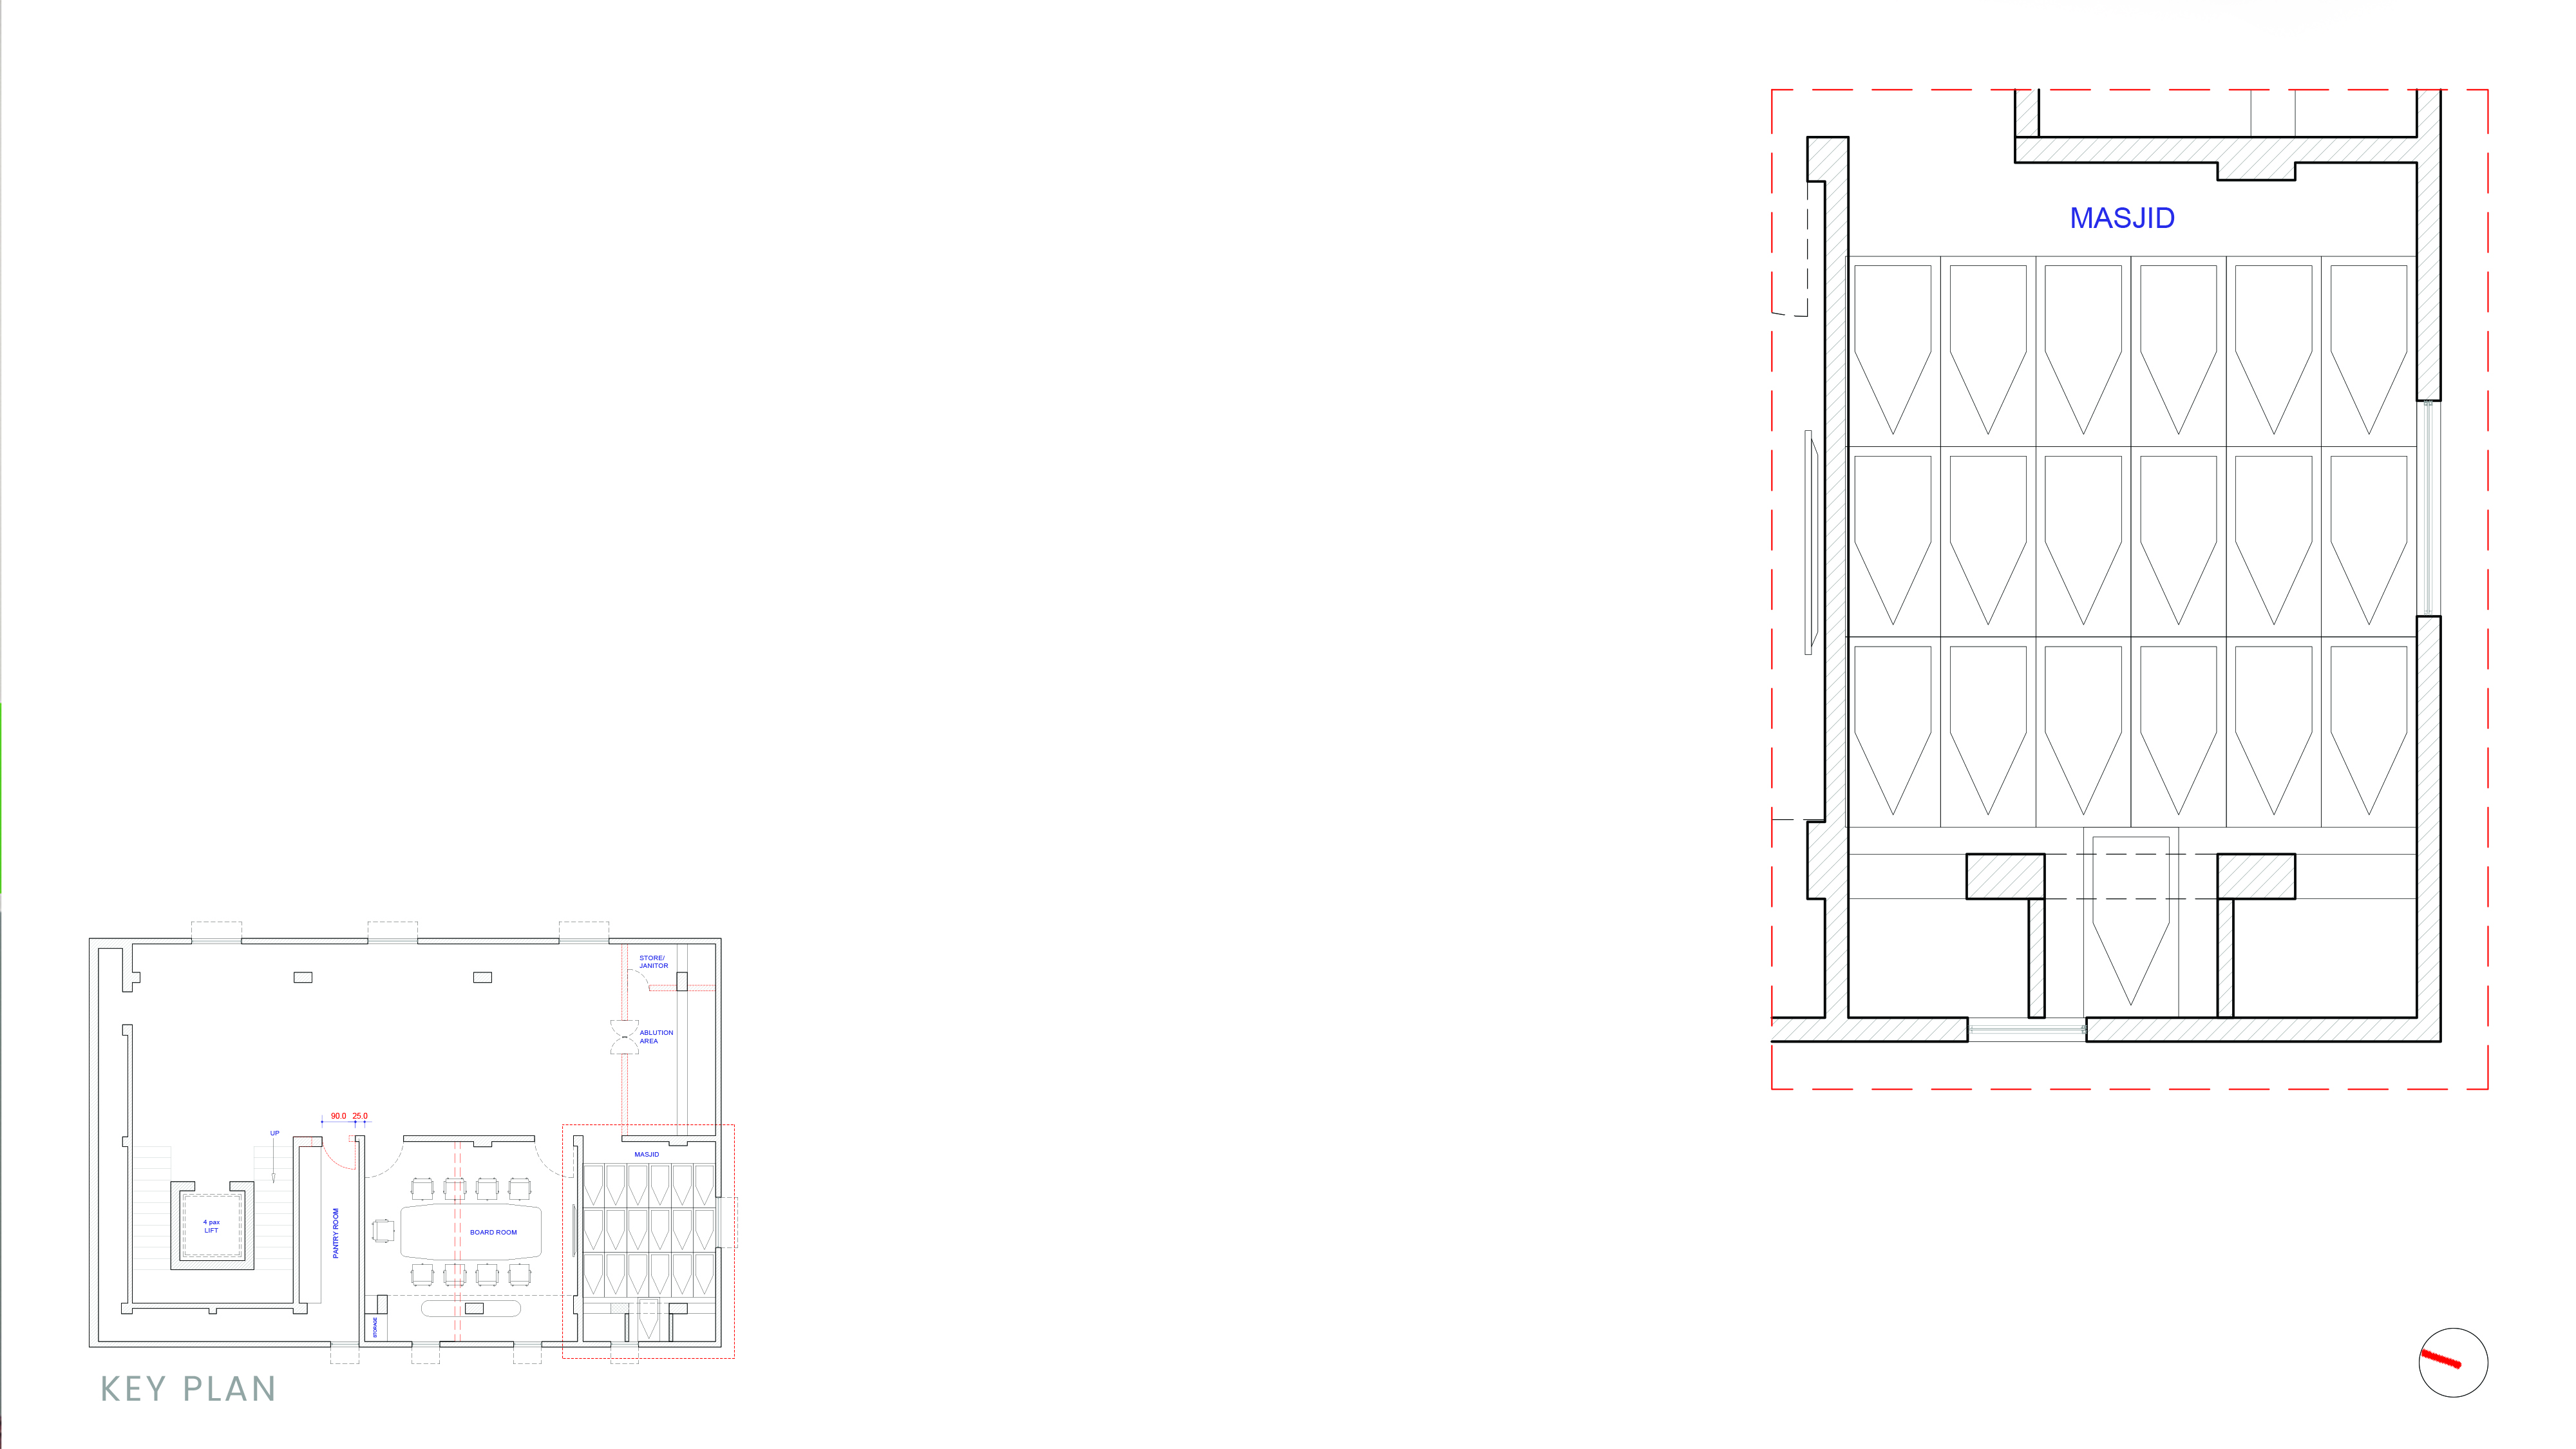 MASJID
STORE/
JANITOR
ABLUTION
AREA
90.0 25.0
UP
MASJID
4 pax
LIFT
PANTRY ROOM
BOARD ROOM
STORAGE
KEY PLAN